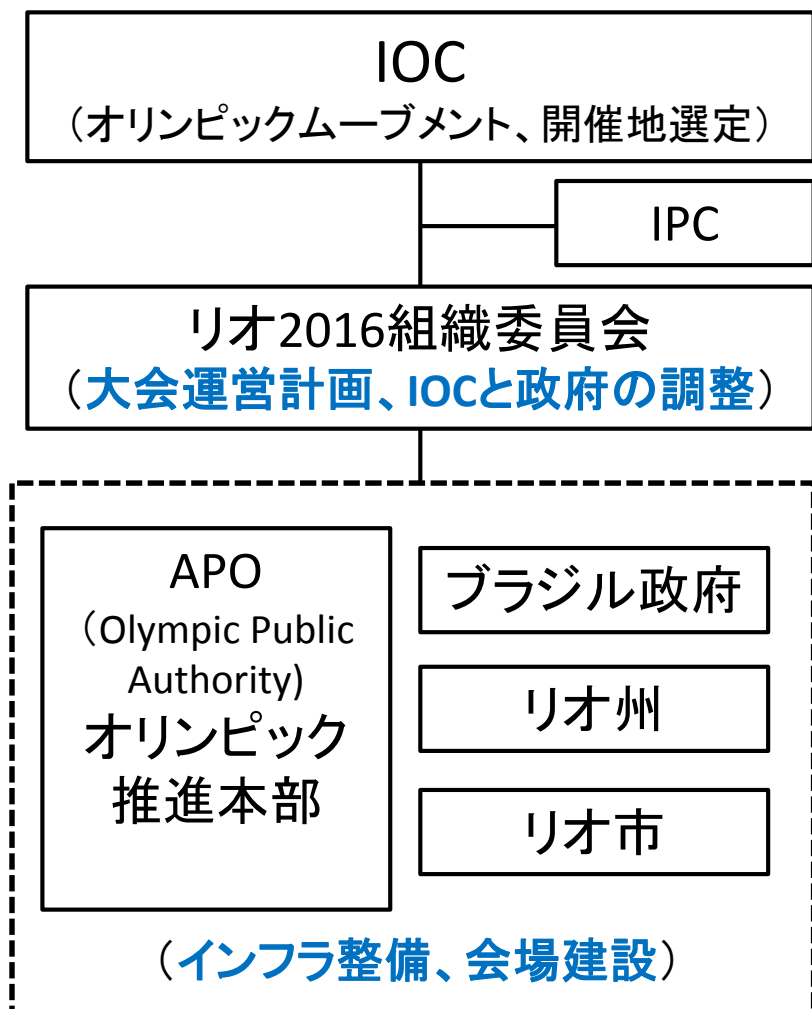 IOC
（オリンピックムーブメント、開催地選定）
IPC
リオ2016組織委員会
（大会運営計画、IOCと政府の調整）
APO
（Olympic Public
Authority)
オリンピック
推進本部
ブラジル政府
リオ州
リオ市
（インフラ整備、会場建設）